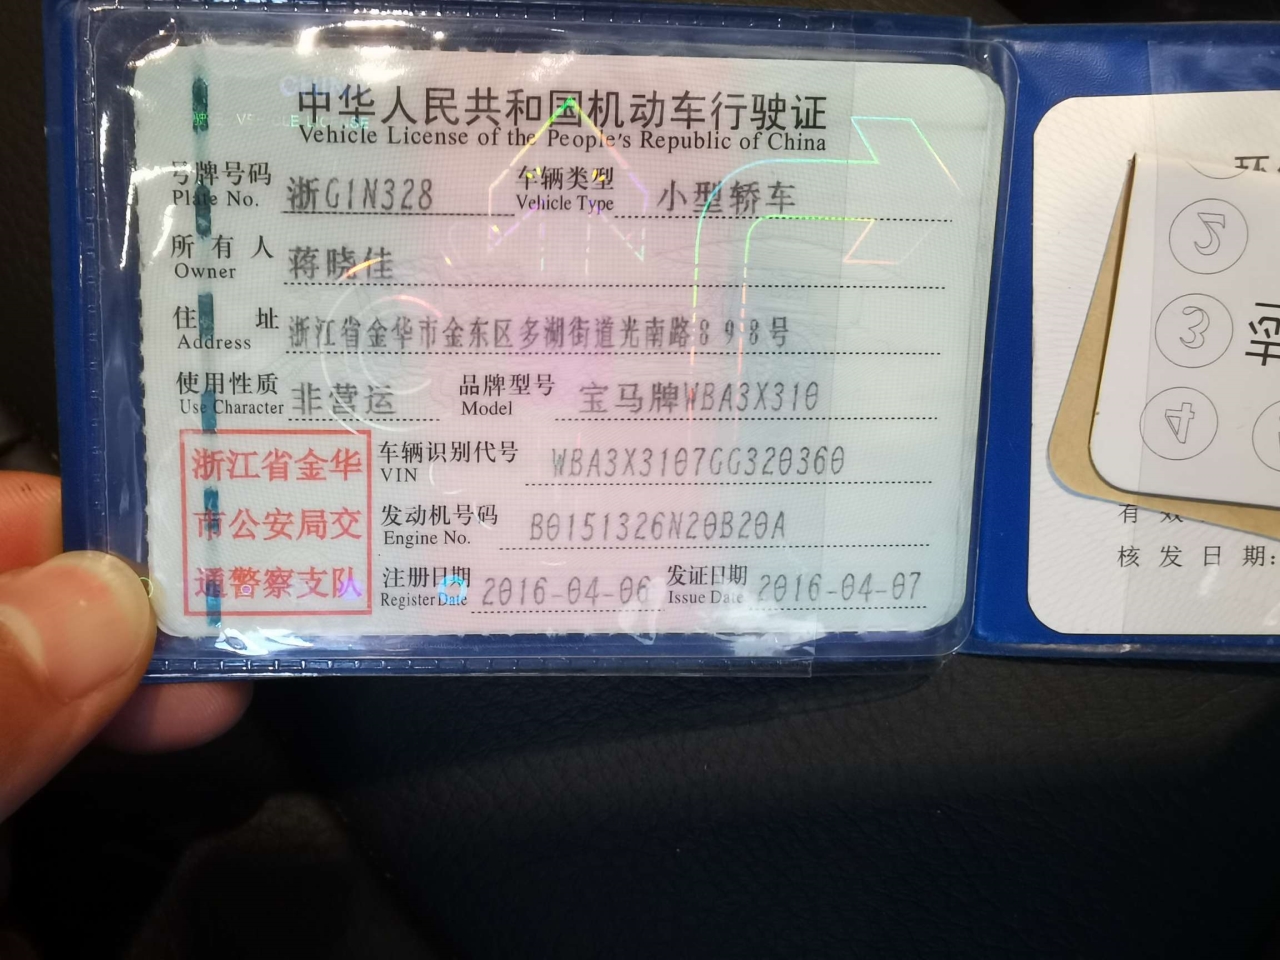 中华人民共和国机动车行驶证
Vehicle License of the People's Republic of China
号牌号码 浙G1N328 车辆类型 小型轿车
Plate No. Vehicle Type
所有人 蒋晓佳
Owner
住址 浙江省金华市金东区多湖街道光南路898号
Address
使用性质 非营运 品牌型号 宝马牌WBA3X310
Use Character Model
浙江省金华
市公安局交
通警察支队
车辆识别代号 WBA3X3107GG320360
VIN
发动机号码 B0151326N20B20A
Engine No.
注册日期 2016-04-06 发证日期 2016-04-07
Register Date Issue Date
5
3
4
有效
核发日期: